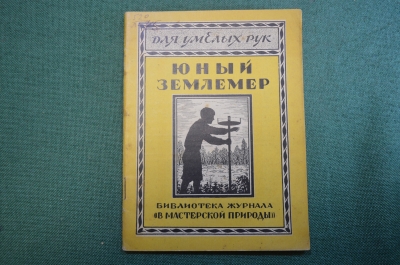 ДЛЯ УМЕЛЫХ РУК
ЮНЫЙ
ЗЕМЛЕМЕР
БИБЛИОТЕКА ЖУРНАЛА
«В МАСТЕРСКОЙ ПРИРОДЫ»